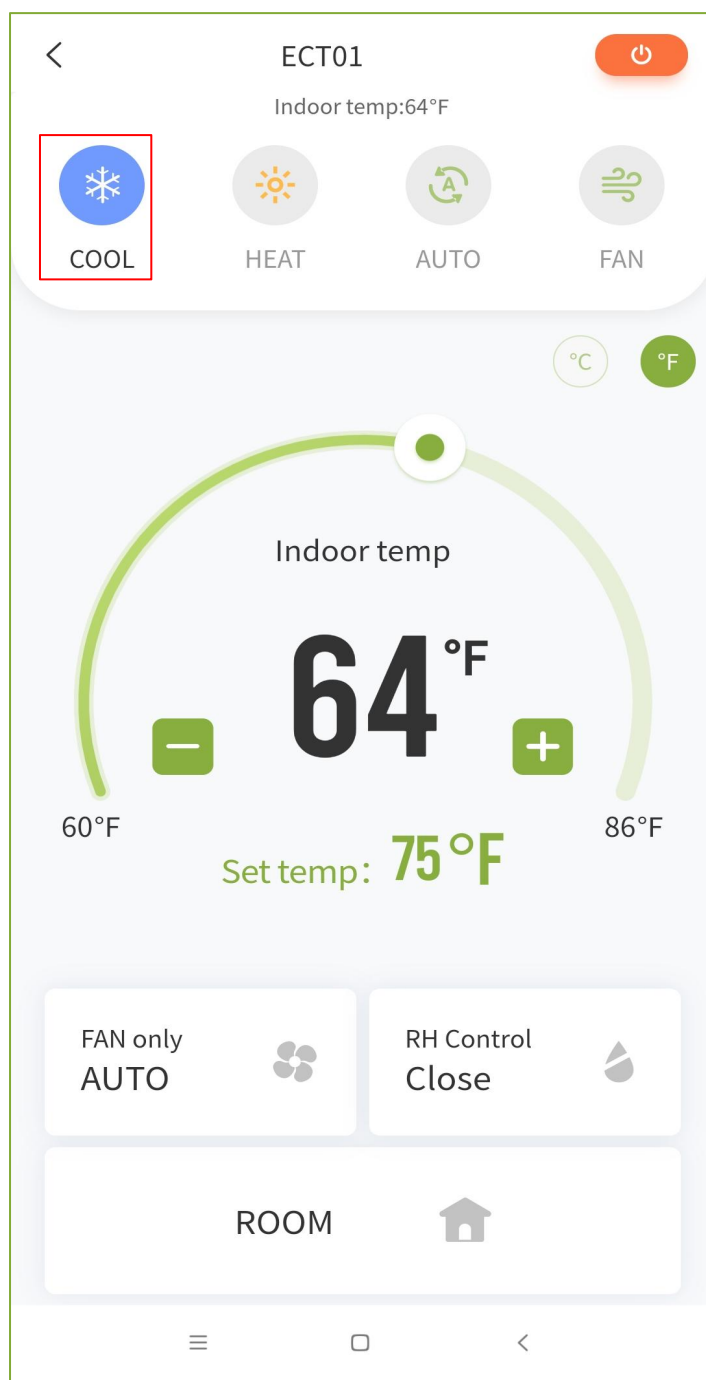 ECT01
Indoor temp:64°F
COOL HEAT AUTO FAN
°C °F
Indoor temp
64°F
60°F 86°F
Set temp: 75°F
FAN only
AUTO
RH Control
Close
ROOM